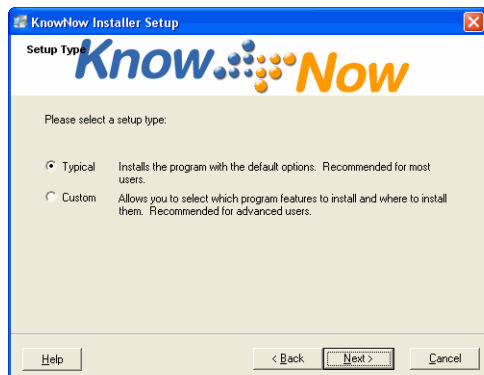 KnowNow Installer Setup
Setup Type
Know Now
Please select a setup type:
Typical Installs the program with the default options. Recommended for most
users.
Custom Allows you to select which program features to install and where to install
them. Recommended for advanced users.
Help < Back Next > Cancel